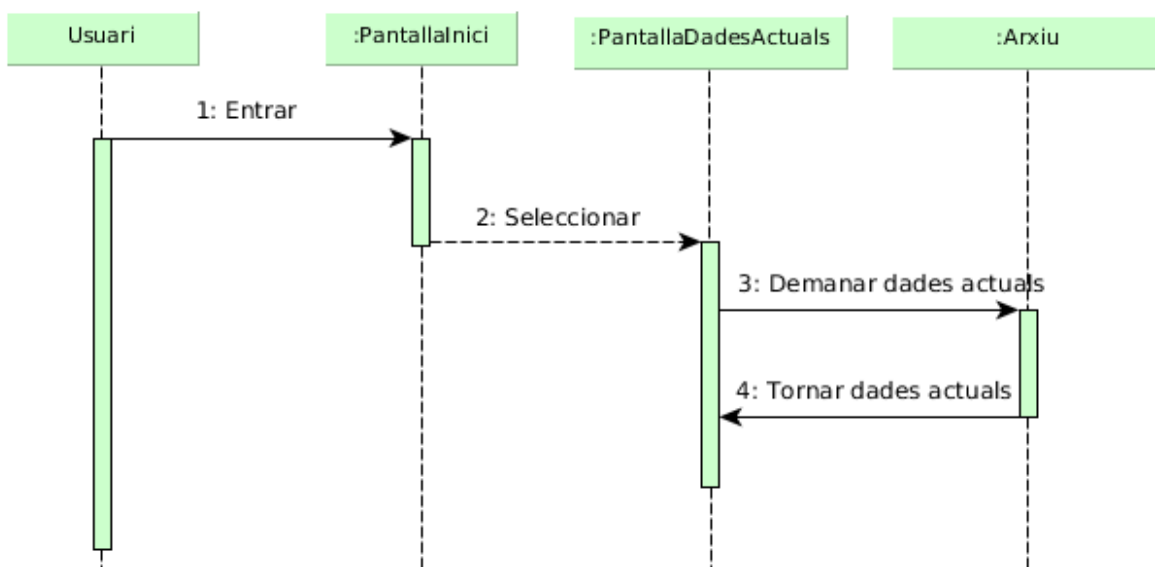 Usuari
:PantallaInici
:PantallaDadesActuals
:Arxiu
1: Entrar
2: Seleccionar
3: Demanar dades actuals
4: Tornar dades actuals